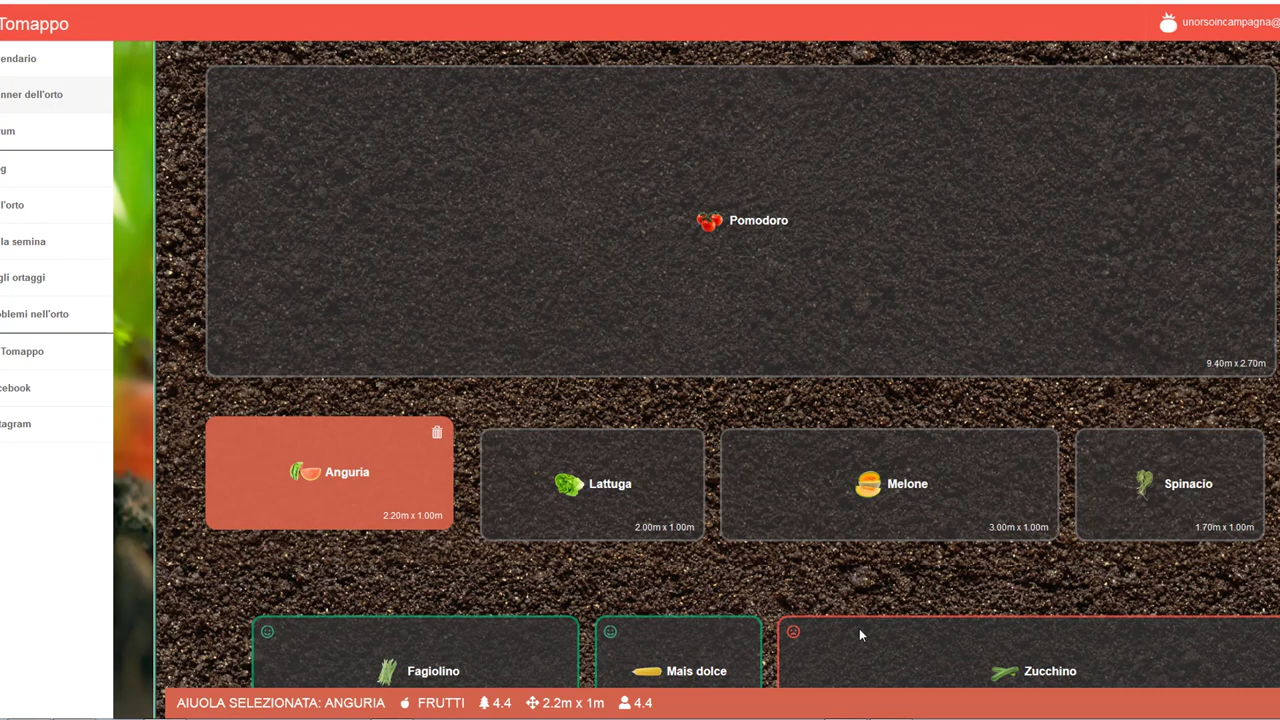 Tomappo
unorsoincampagna@
endario
nner dell'orto
rum
g
l'orto
la semina
gli ortaggi
blemi nell'orto
Tomappo
cebook
tagram
Pomodoro
9.40m x 2.70m
Anguria
2.20m x 1.00m
Lattuga
2.00m x 1.00m
Melone
3.00m x 1.00m
Spinacio
1.70m x 1.00m
Fagiolino
Mais dolce
Zucchino
AIUOLA SELEZIONATA: ANGURIA FRUTTI 4.4 2.2m x 1m 4.4